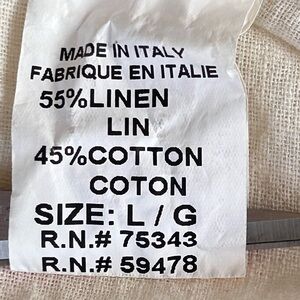 MADE IN ITALY
FABRIQUE EN ITALIE
55%LINEN
LIN
45%COTTON
COTON
SIZE: L / G
R.N.# 75343
R.N.# 59478